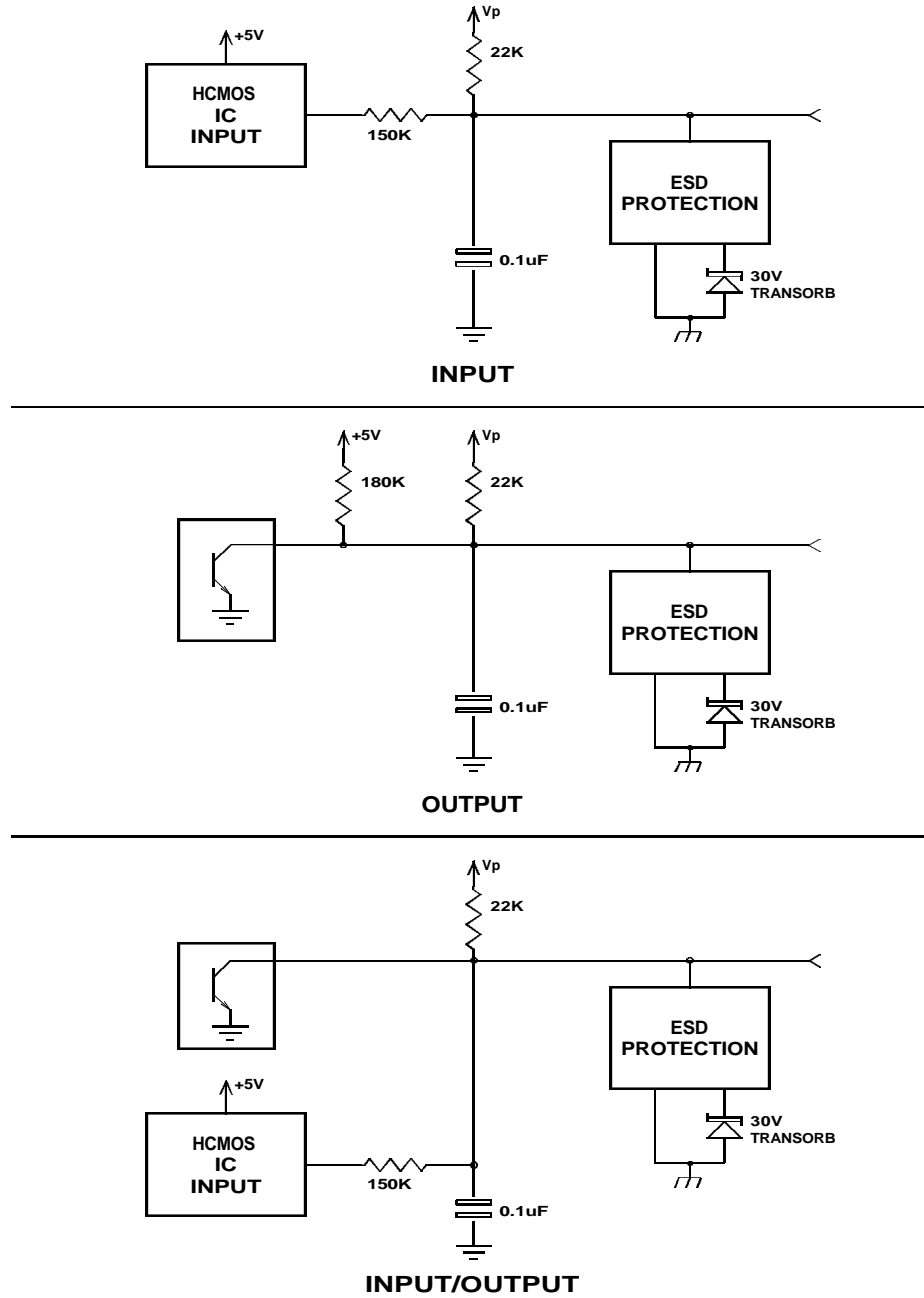 Vp
+5V
22K
HCMOS
IC
INPUT
150K
ESD
PROTECTION
0.1uF
30V
TRANSORB
INPUT
+5V
Vp
180K
22K
ESD
PROTECTION
0.1uF
30V
TRANSORB
OUTPUT
Vp
22K
ESD
PROTECTION
+5V
30V
TRANSORB
HCMOS
IC
INPUT
150K
0.1uF
INPUT/OUTPUT